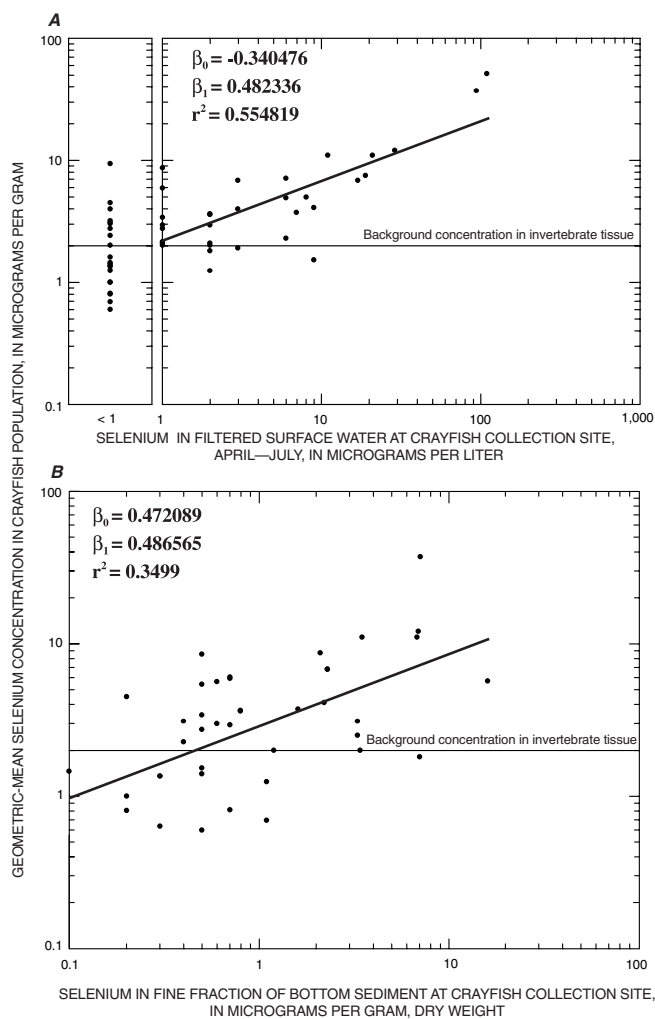 A
100
10
1
0.1
β0 = -0.340476
β1 = 0.482336
r2 = 0.554819
Background concentration in invertebrate tissue
< 1
1
10
100
1,000
SELENIUM IN FILTERED SURFACE WATER AT CRAYFISH COLLECTION SITE,
APRIL—JULY, IN MICROGRAMS PER LITER
GEOMETRIC-MEAN SELENIUM CONCENTRATION IN CRAYFISH POPULATION, IN MICROGRAMS PER GRAM
B
100
10
1
0.1
β0 = 0.472089
β1 = 0.486565
r2 = 0.3499
Background concentration in invertebrate tissue
0.1
1
10
100
SELENIUM IN FINE FRACTION OF BOTTOM SEDIMENT AT CRAYFISH COLLECTION SITE,
IN MICROGRAMS PER GRAM, DRY WEIGHT